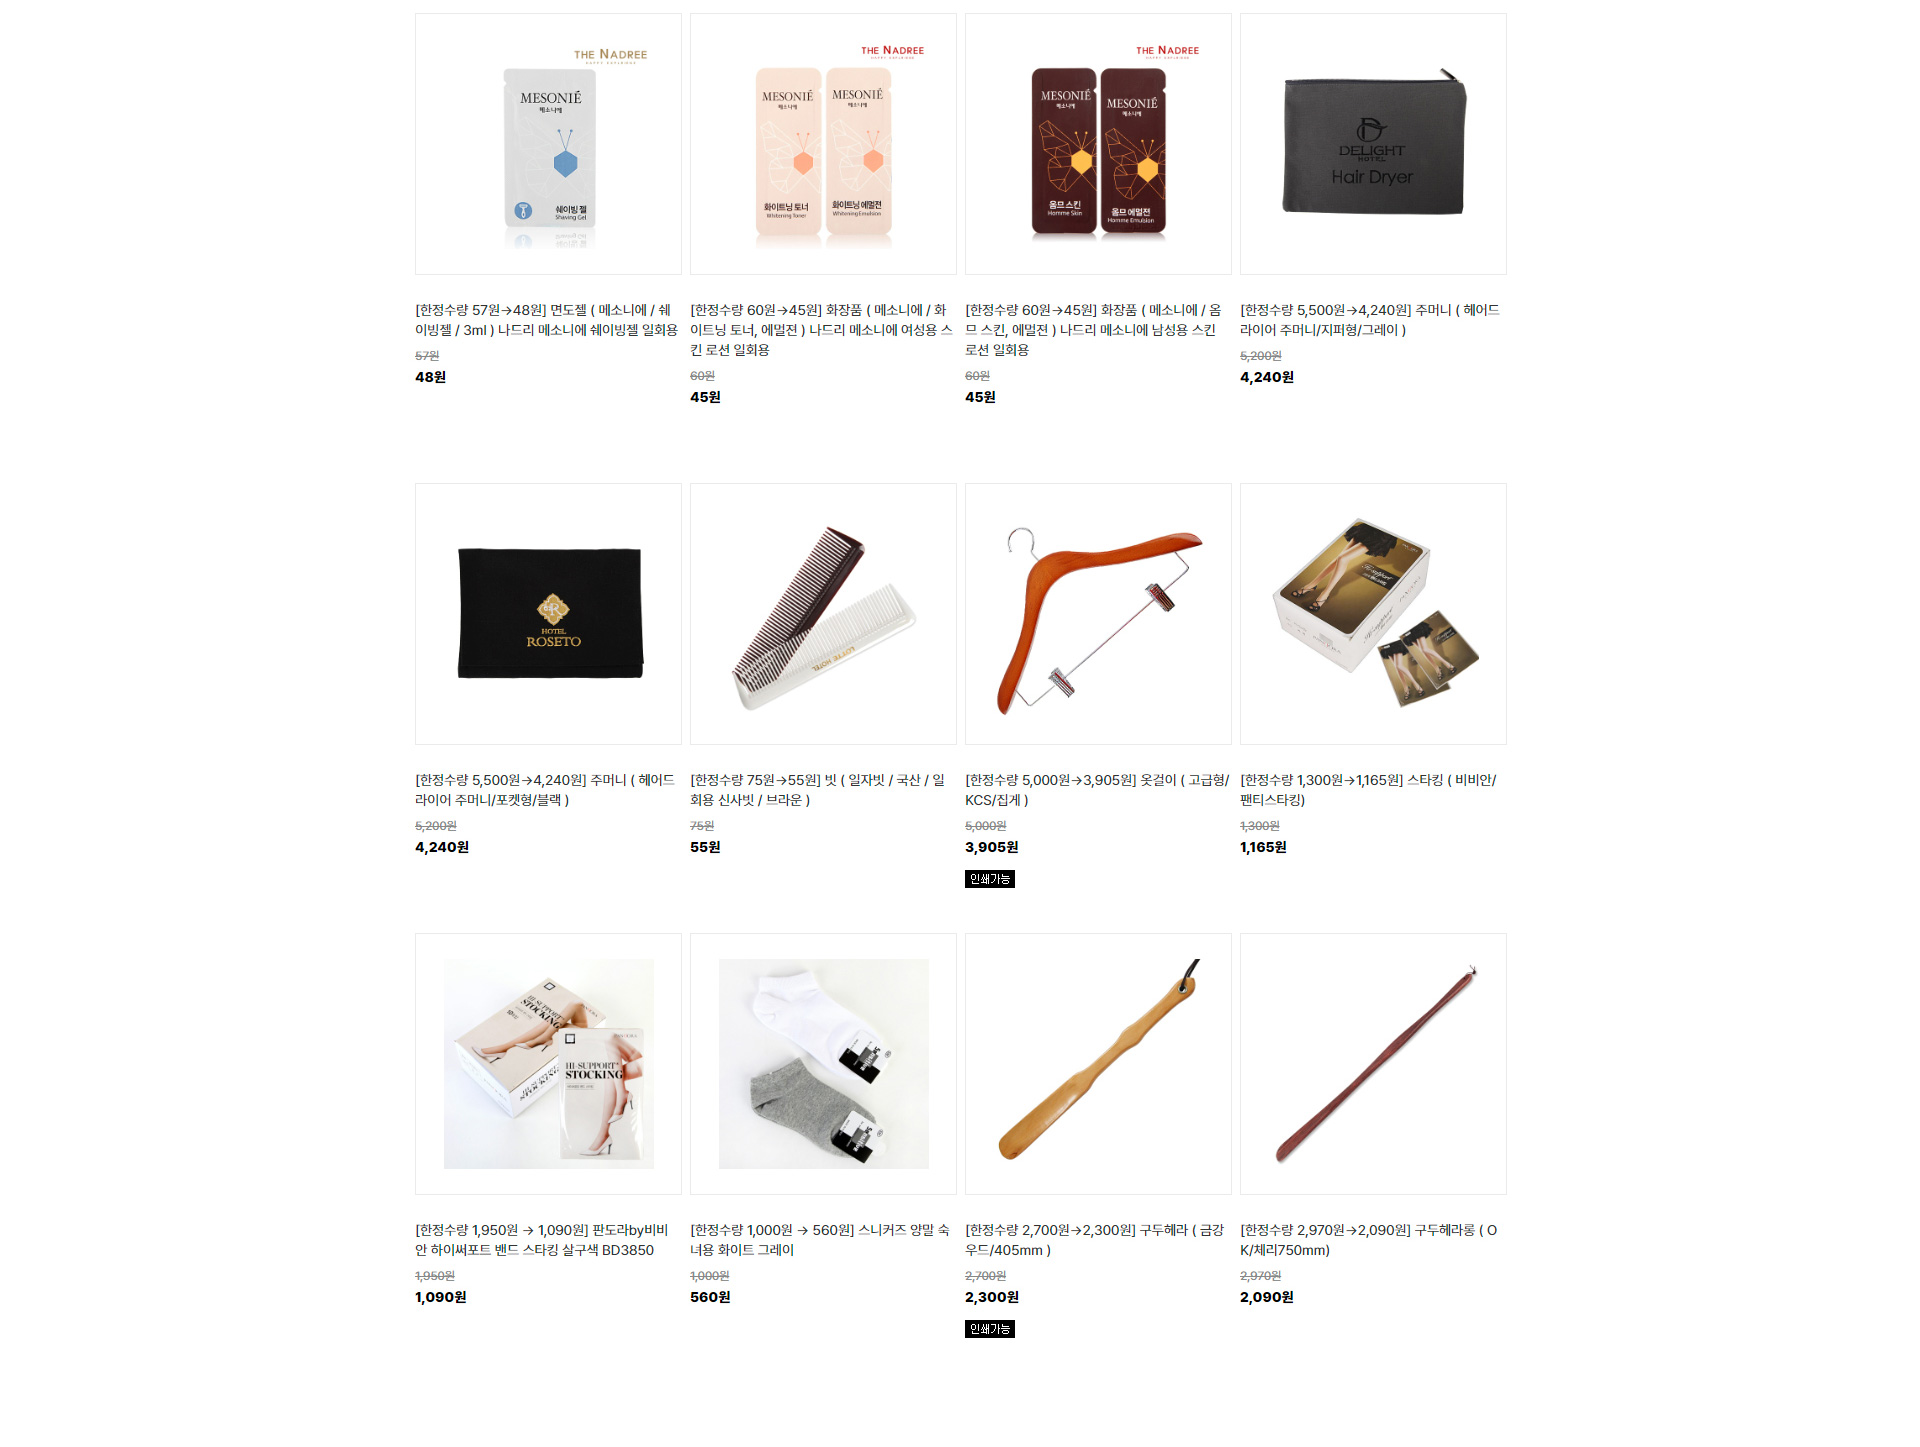 THE NADREE
MESONIÉ
메소니에
쉐이빙 젤
Shaving Gel
THE NADREE
MESONIÉ
메소니에
화이트닝 토너
Whitening Toner
MESONIÉ
메소니에
화이트닝 에멀젼
Whitening Emulsion
THE NADREE
MESONIÉ
메소니에
옴므 스킨
Homme Skin
MESONIÉ
메소니에
옴므 에멀젼
Homme Emulsion
DELIGHT
HOTEL
Hair Dryer
[한정수량 57원→48원] 면도젤 ( 메소니에 / 쉐
이빙젤 / 3ml ) 나드리 메소니에 쉐이빙젤 일회용
57원
48원
[한정수량 60원→45원] 화장품 ( 메소니에 / 화
이트닝 토너, 에멀젼 ) 나드리 메소니에 여성용 스
킨 로션 일회용
60원
45원
[한정수량 60원→45원] 화장품 ( 메소니에 / 옴
므 스킨, 에멀젼 ) 나드리 메소니에 남성용 스킨
로션 일회용
60원
45원
[한정수량 5,500원→4,240원] 주머니 ( 헤어드
라이어 주머니/지퍼형/그레이 )
5,200원
4,240원
HOTEL
ROSETO
LOTTE HOTEL
[한정수량 5,500원→4,240원] 주머니 ( 헤어드
라이어 주머니/포켓형/블랙 )
5,200원
4,240원
[한정수량 75원→55원] 빗 ( 일자빗 / 국산 / 일
회용 신사빗 / 브라운 )
75원
55원
[한정수량 5,000원→3,905원] 옷걸이 ( 고급형/
KCS/집게 )
5,000원
3,905원
인쇄가능
[한정수량 1,300원→1,165원] 스타킹 ( 비비안/
팬티스타킹)
1,300원
1,165원
HI-SUPPORT
STOCKING
HI-SUPPORT
STOCKING
[한정수량 1,950원 → 1,090원] 판도라by비비
안 하이써포트 밴드 스타킹 살구색 BD3850
1,950원
1,090원
[한정수량 1,000원 → 560원] 스니커즈 양말 숙
녀용 화이트 그레이
1,000원
560원
[한정수량 2,700원→2,300원] 구두헤라 ( 금강
우드/405mm )
2,700원
2,300원
인쇄가능
[한정수량 2,970원→2,090원] 구두헤라롱 ( O
K/체리750mm)
2,970원
2,090원